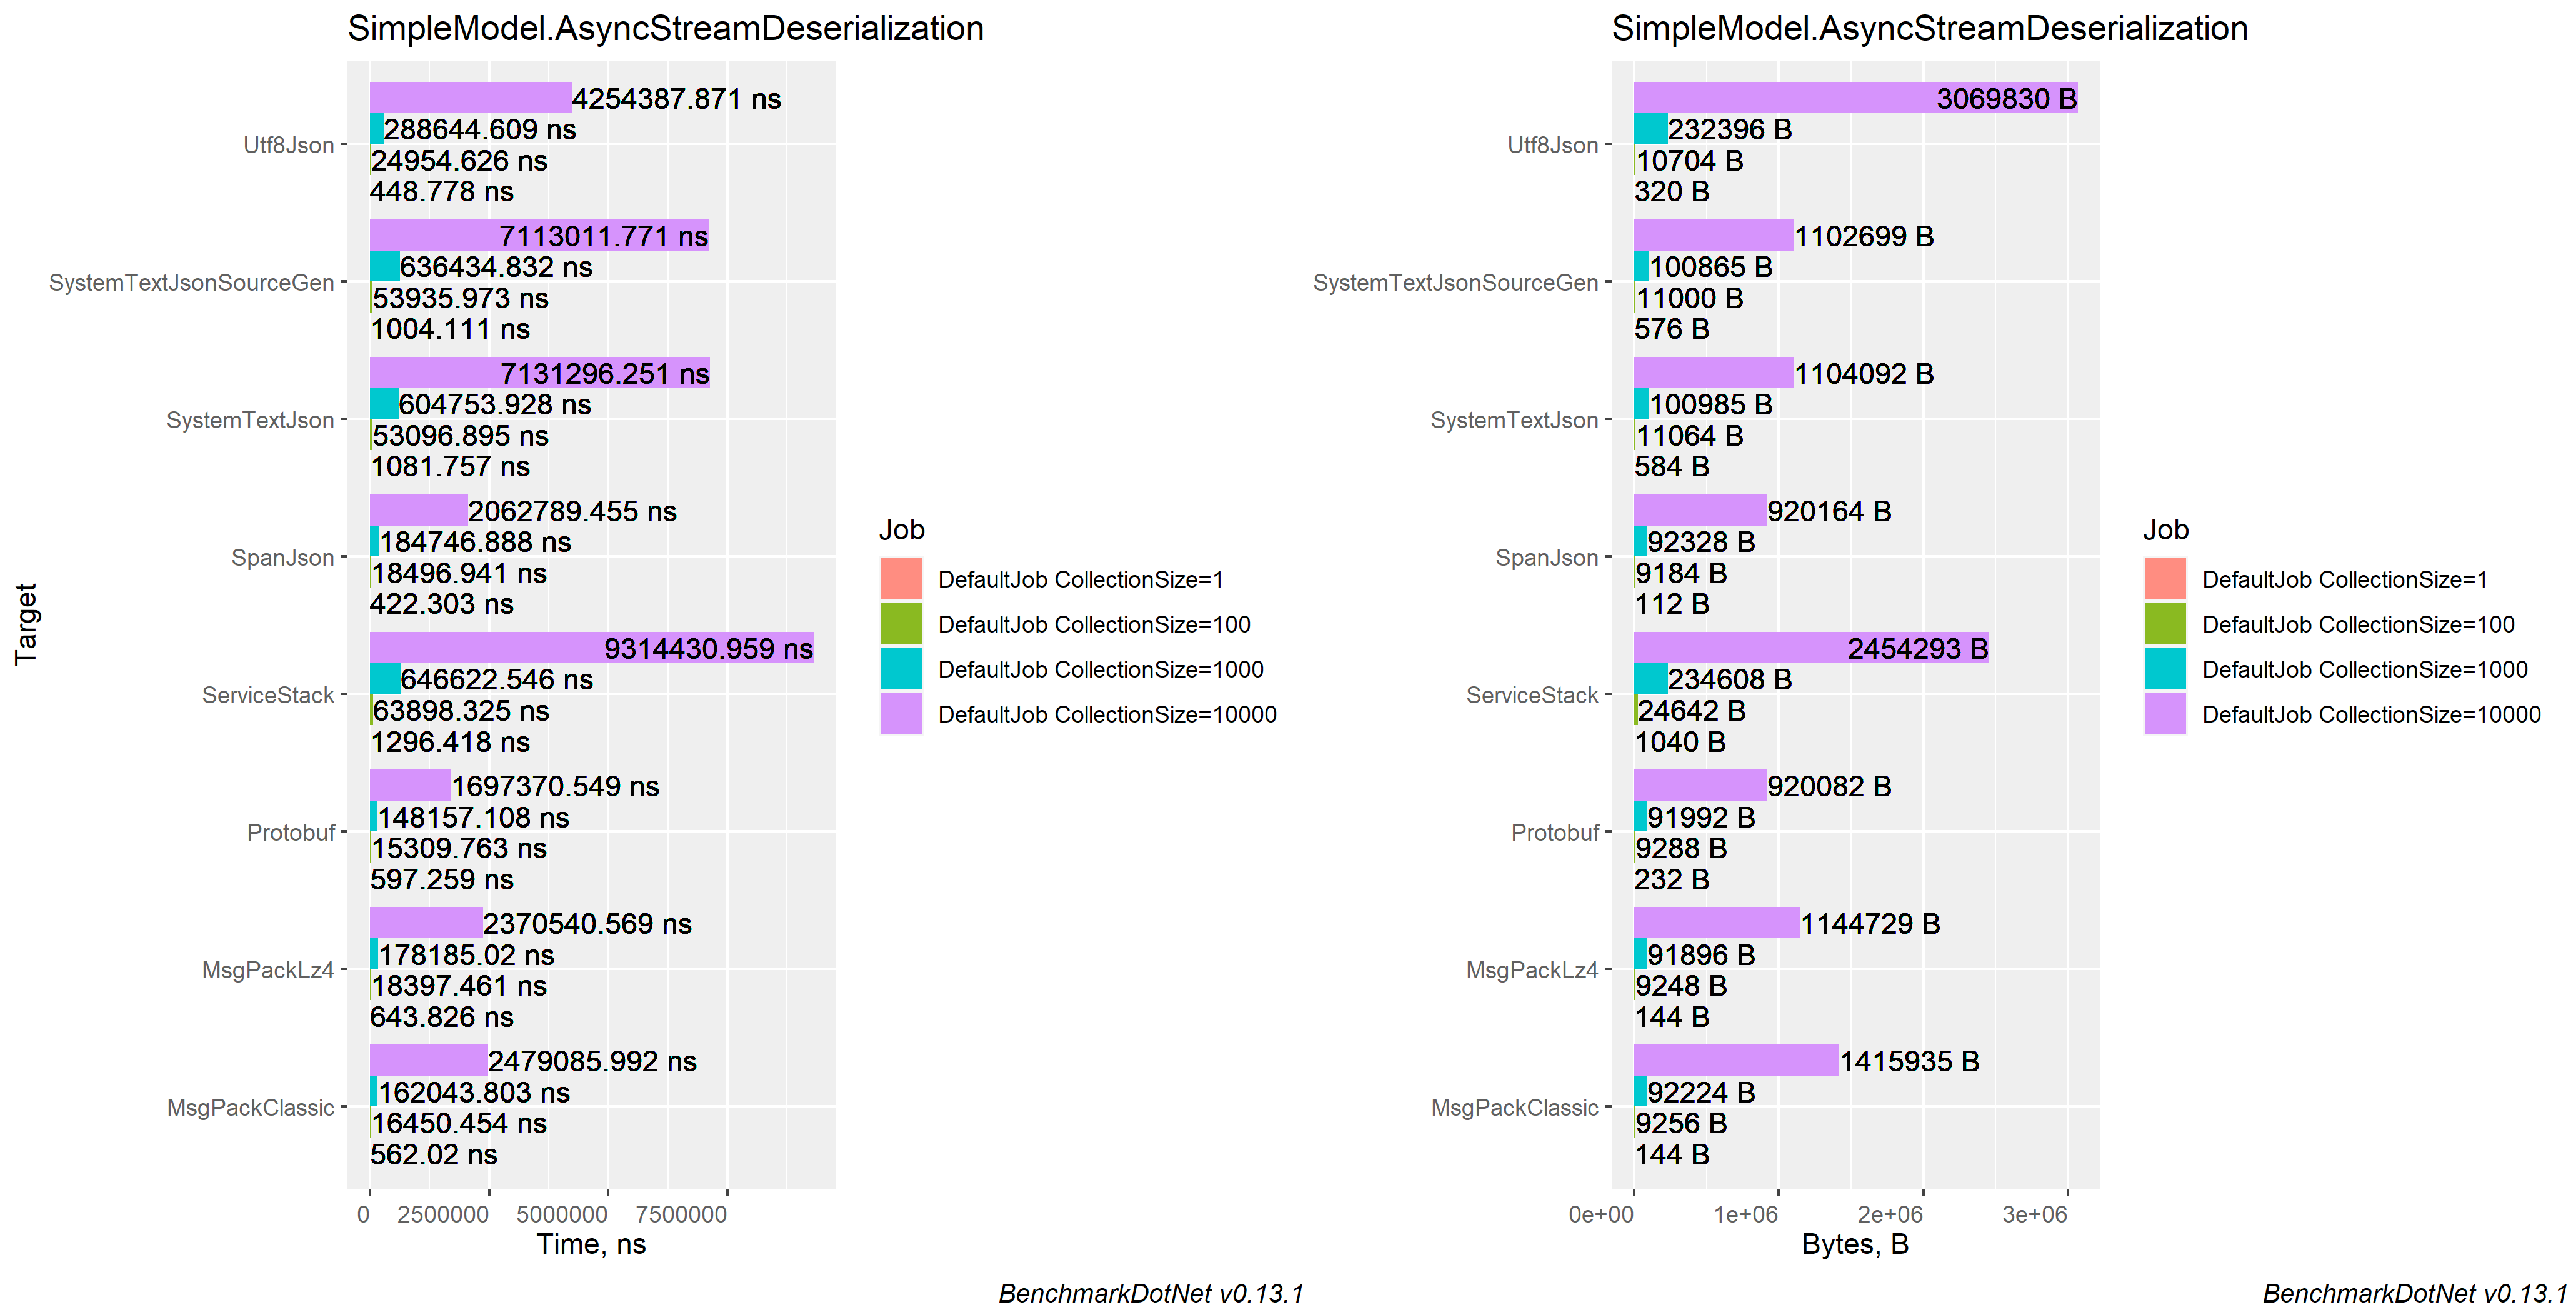 SimpleModel.AsyncStreamDeserialization
Target
Utf8Json
4254387.871 ns
288644.609 ns
24954.626 ns
448.778 ns
SystemTextJsonSourceGen
7113011.771 ns
636434.832 ns
53935.973 ns
1004.111 ns
SystemTextJson
7131296.251 ns
604753.928 ns
53096.895 ns
1081.757 ns
SpanJson
2062789.455 ns
184746.888 ns
18496.941 ns
422.303 ns
ServiceStack
9314430.959 ns
646622.546 ns
63898.325 ns
1296.418 ns
Protobuf
1697370.549 ns
148157.108 ns
15309.763 ns
597.259 ns
MsgPackLz4
2370540.569 ns
178185.02 ns
18397.461 ns
643.826 ns
MsgPackClassic
2479085.992 ns
162043.803 ns
16450.454 ns
562.02 ns
0 2500000 5000000 7500000
Time, ns
Job
DefaultJob CollectionSize=1
DefaultJob CollectionSize=100
DefaultJob CollectionSize=1000
DefaultJob CollectionSize=10000
BenchmarkDotNet v0.13.1
SimpleModel.AsyncStreamDeserialization
Utf8Json
3069830 B
232396 B
10704 B
320 B
SystemTextJsonSourceGen
1102699 B
100865 B
11000 B
576 B
SystemTextJson
1104092 B
100985 B
11064 B
584 B
SpanJson
920164 B
92328 B
9184 B
112 B
ServiceStack
2454293 B
234608 B
24642 B
1040 B
Protobuf
920082 B
91992 B
9288 B
232 B
MsgPackLz4
1144729 B
91896 B
9248 B
144 B
MsgPackClassic
1415935 B
92224 B
9256 B
144 B
0e+00 1e+06 2e+06 3e+06
Bytes, B
Job
DefaultJob CollectionSize=1
DefaultJob CollectionSize=100
DefaultJob CollectionSize=1000
DefaultJob CollectionSize=10000
BenchmarkDotNet v0.13.1